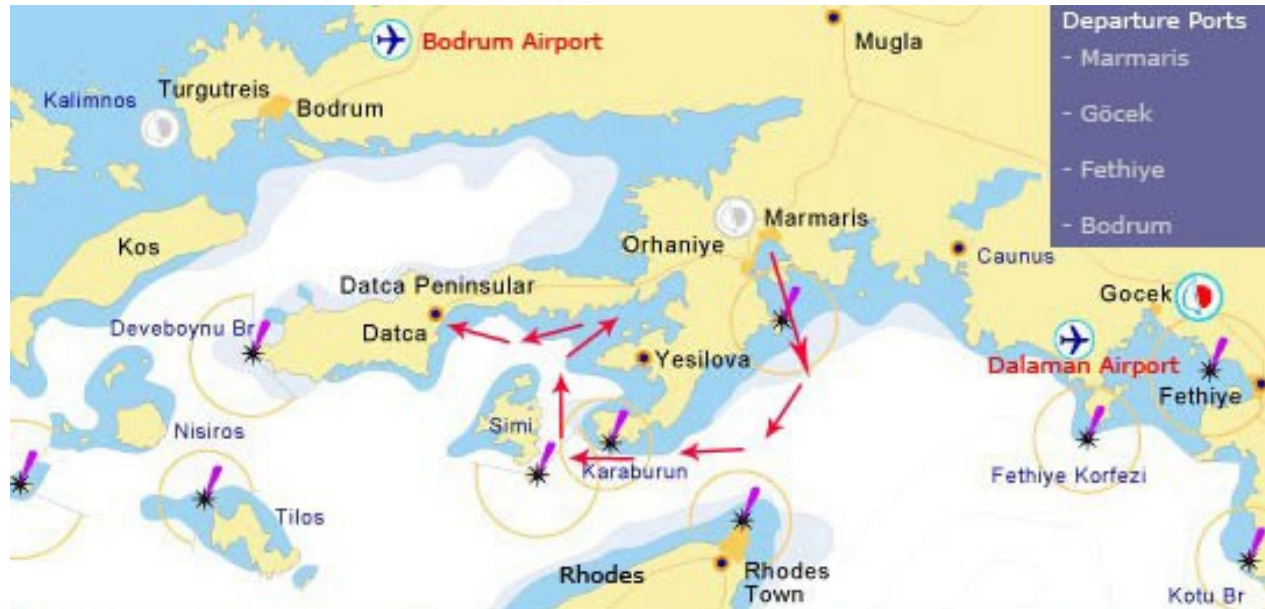 Departure Ports
- Marmaris
- Göcek
- Fethiye
- Bodrum
Bodrum Airport
Mugla
Turgutreis
Kalimnos
Bodrum
Marmaris
Orhaniye
Kos
Caunus
Datca Peninsular
Gocek
Deveboynu Br
Datca
Yesilova
Dalaman Airport
Fethiye
Simi
Nisiros
Karaburun
Fethiye Korfezi
Tilos
Rhodes
Rhodes
Town
Kotu Br